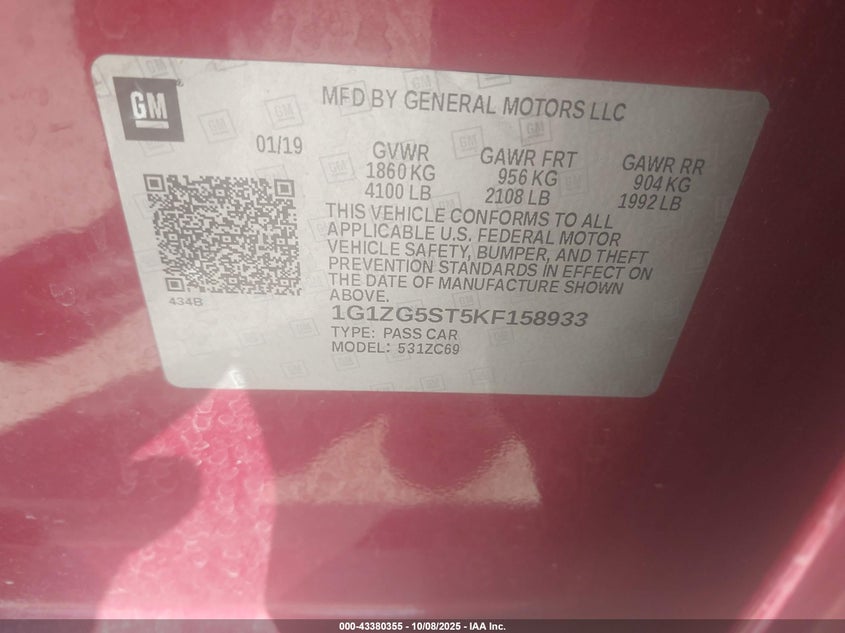 GM
MFD BY GENERAL MOTORS LLC
01/19
GVWR GAWR FRT GAWR RR
1860 KG 956 KG 904 KG
4100 LB 2108 LB 1992 LB
THIS VEHICLE CONFORMS TO ALL
APPLICABLE U.S. FEDERAL MOTOR
VEHICLE SAFETY, BUMPER, AND THEFT
PREVENTION STANDARDS IN EFFECT ON
THE DATE OF MANUFACTURE SHOWN
ABOVE.
434B
1G1ZG5ST5KF158933
TYPE: PASS CAR
MODEL: 531ZC69
000-43380355 - 10/08/2025 - IAA Inc.